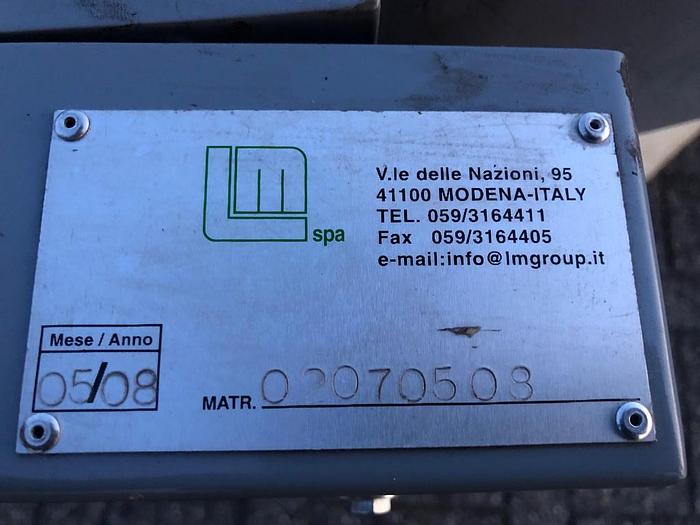 LM
spa
V.le delle Nazioni, 95
41100 MODENA-ITALY
TEL. 059/3164411
Fax 059/3164405
e-mail:info@lmgroup.it
Mese / Anno
05/08
MATR.